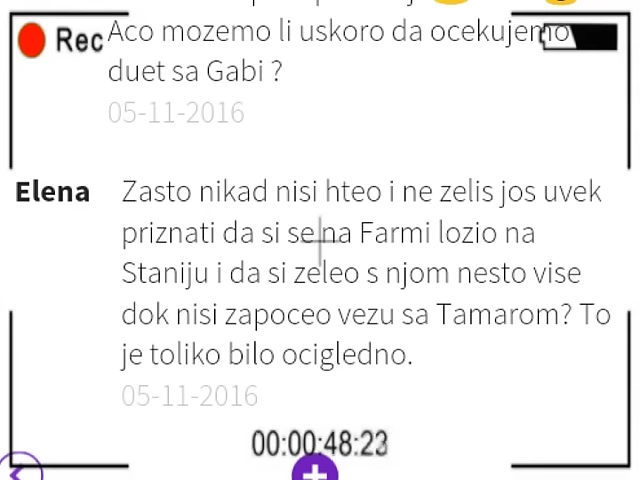 Rec
Aco mozemo li uskoro da ocekujemo
duet sa Gabi ?
05-11-2016
Elena
Zasto nikad nisi hteo i ne zelis jos uvek
priznati da si se na Farmi lozio na
Staniju i da si zeleo s njom nesto vise
dok nisi zapoceo vezu sa Tamarom? To
je toliko bilo ocigledno.
05-11-2016
00:00:48:23